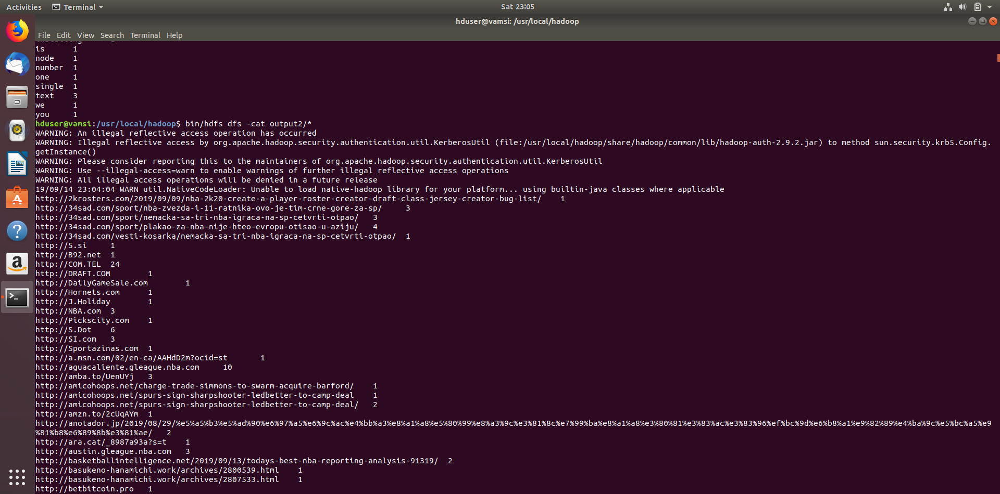 Activities Terminal Sat 23:05
hduser@vamsi: /usr/local/hadoop
File Edit View Search Terminal Help
is 1
node 1
number 1
one 1
single 1
text 3
we 1
you 1
hduser@vamsi:/usr/local/hadoop$ bin/hdfs dfs -cat output2/*
WARNING: An illegal reflective access operation has occurred
WARNING: Illegal reflective access by org.apache.hadoop.security.authentication.util.KerberosUtil (file:/usr/local/hadoop/share/hadoop/common/lib/hadoop-auth-2.9.2.jar) to method sun.security.krb5.Config.
getInstance()
WARNING: Please consider reporting this to the maintainers of org.apache.hadoop.security.authentication.util.KerberosUtil
WARNING: Use --illegal-access=warn to enable warnings of further illegal reflective access operations
WARNING: All illegal access operations will be denied in a future release
19/09/14 23:04:04 WARN util.NativeCodeLoader: Unable to load native-hadoop library for your platform... using builtin-java classes where applicable
http://2krosters.com/2019/09/09/nba-2k20-create-a-player-roster-creator-draft-class-jersey-creator-bug-list/ 1
http://34sad.com/sport/nba-zvezda-i-11-ratnika-ovo-je-tim-crne-gore-za-sp/ 3
http://34sad.com/sport/nemacka-sa-tri-nba-igraca-na-sp-cetvrti-otpao/ 3
http://34sad.com/sport/plakao-za-nba-nije-hteo-evropu-otisao-u-aziju/ 4
http://34sad.com/vesti-kosarka/nemacka-sa-tri-nba-igraca-na-sp-cetvrti-otpao/ 1
http://5.si 1
http://B92.net 1
http://COM.TEL 24
http://DRAFT.COM 1
http://DailyGameSale.com 1
http://Hornets.com 1
http://J.Holiday 1
http://NBA.com 3
http://Pickscity.com 1
http://S.Dot 6
http://SI.com 3
http://Sportazinas.com 1
http://a.msn.com/02/en-ca/AAHdD2m?ocid=st 1
http://aguacaliente.gleague.nba.com 10
http://amba.to/UenUYj 3
http://amicohoops.net/charge-trade-simmons-to-swarm-acquire-barford/ 1
http://amicohoops.net/spurs-sign-sharpshooter-ledbetter-to-camp-deal 1
http://amicohoops.net/spurs-sign-sharpshooter-ledbetter-to-camp-deal/ 2
http://amzn.to/2cUqAYm 1
http://anotador.jp/2019/08/29/%e5%a5%b3%e5%ad%90%e6%97%a5%e6%9c%ac%e4%bb%a3%e8%a1%a8%e5%80%99%e8%a3%9c%e3%81%8c%e7%99%ba%e8%a1%a8%e3%80%81%e3%83%ac%e3%83%96%ef%bc%9d%e6%b8%a1%e9%82%89%e4%ba%9c%e5%bc%a5%e9
%81%b8%e6%89%8b%e3%81%ae/ 2
http://ara.cat/_8987a93a?s=t 1
http://austin.gleague.nba.com 3
http://basketballintelligence.net/2019/09/13/todays-best-nba-reporting-analysis-91319/ 2
http://basukeno-hanamichi.work/archives/2800539.html 1
http://basukeno-hanamichi.work/archives/2807533.html 1
http://betbitcoin.pro 1